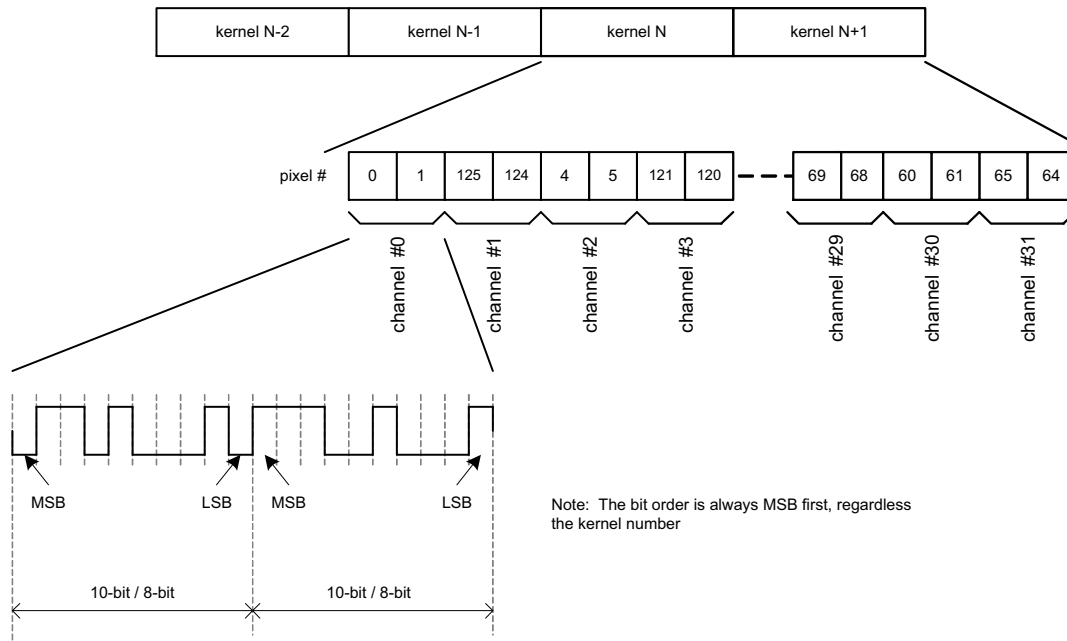 kernel N-2 kernel N-1 kernel N kernel N+1
pixel # 0 1 125 124 4 5 121 120 69 68 60 61 65 64
channel #0 channel #1 channel #2 channel #3 channel #29 channel #30 channel #31
MSB LSB MSB LSB
Note: The bit order is always MSB first, regardless
the kernel number
10-bit / 8-bit 10-bit / 8-bit